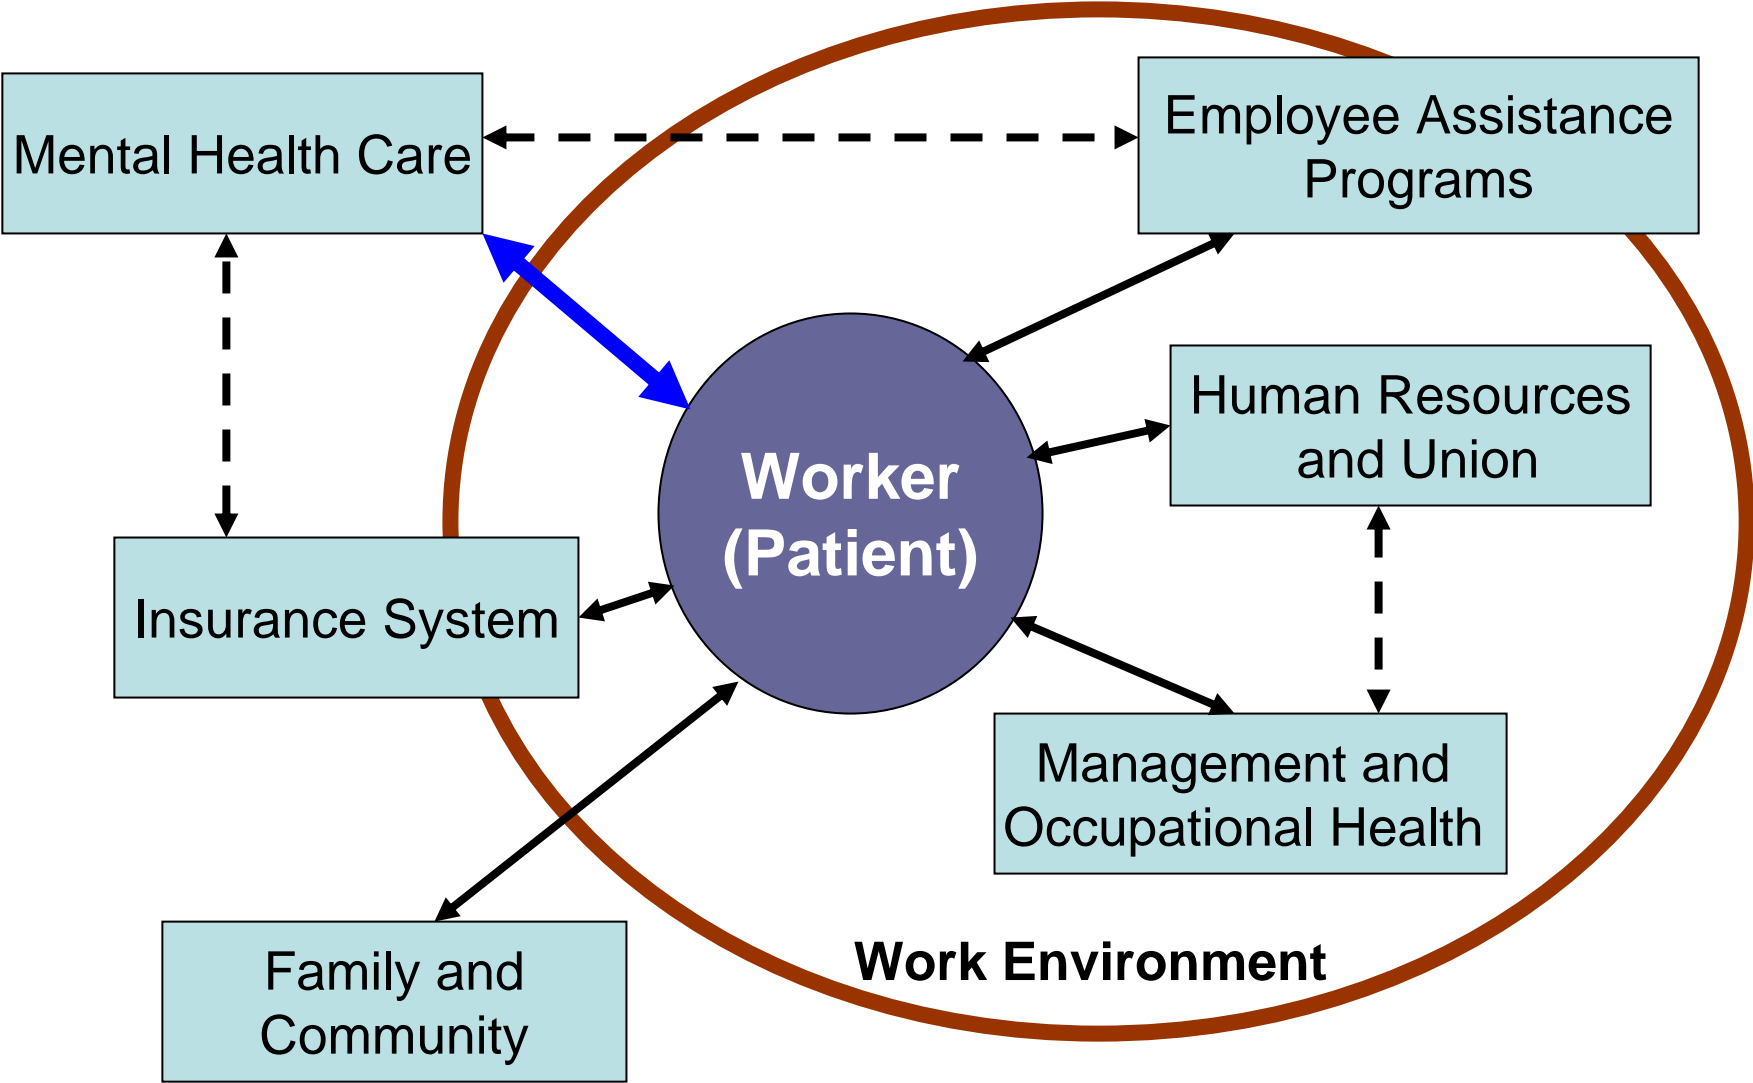 Mental Health Care
Employee Assistance
Programs
Human Resources
and Union
Worker
(Patient)
Insurance System
Management and
Occupational Health
Work Environment
Family and
Community